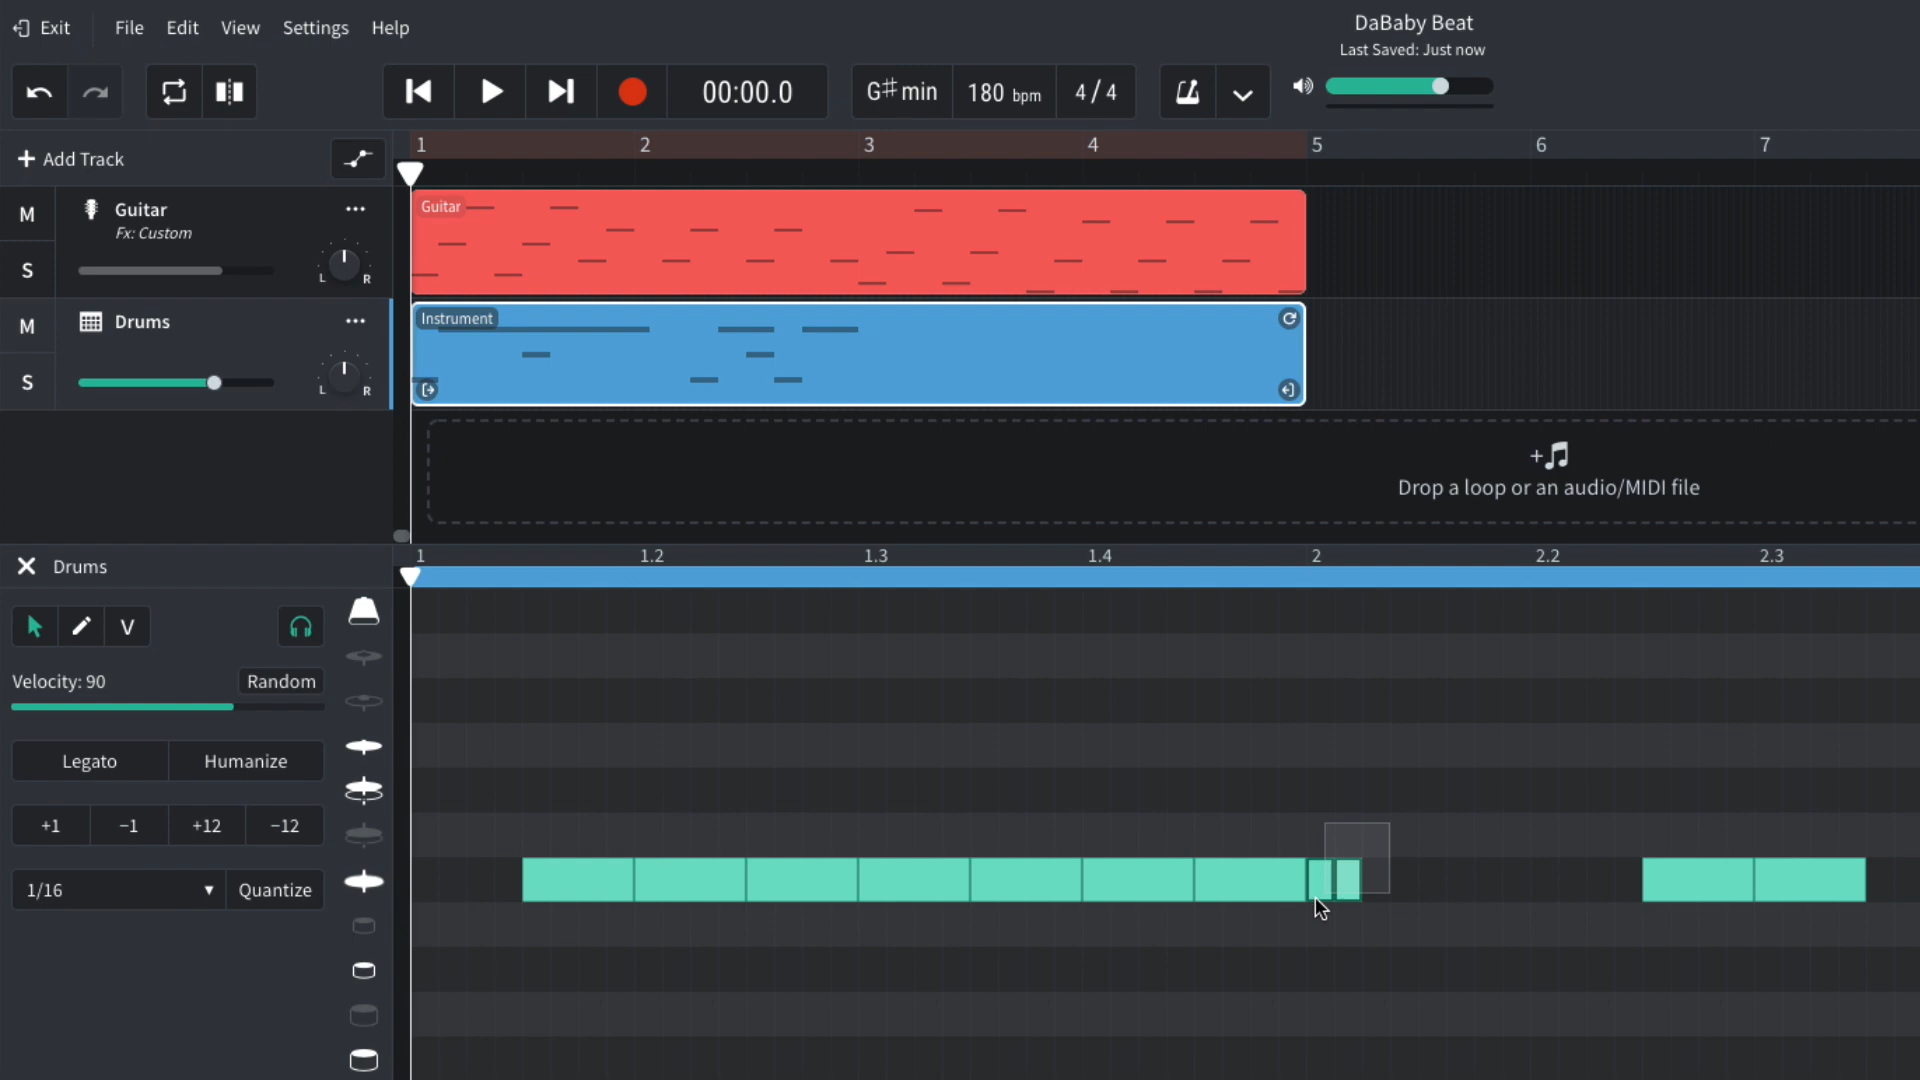 Exit File Edit View Settings Help
DaBaby Beat
Last Saved: Just now
00:00.0 G♯min 180 bpm 4/4
+ Add Track
1 2 3 4 5 6 7
M Guitar ···
Fx: Custom
S L R
Guitar
M Drums ···
S L R
Instrument
Drop a loop or an audio/MIDI file
Drums
1 1.2 1.3 1.4 2 2.2 2.3
V
Velocity: 90 Random
Legato Humanize
+1 −1 +12 −12
1/16 Quantize